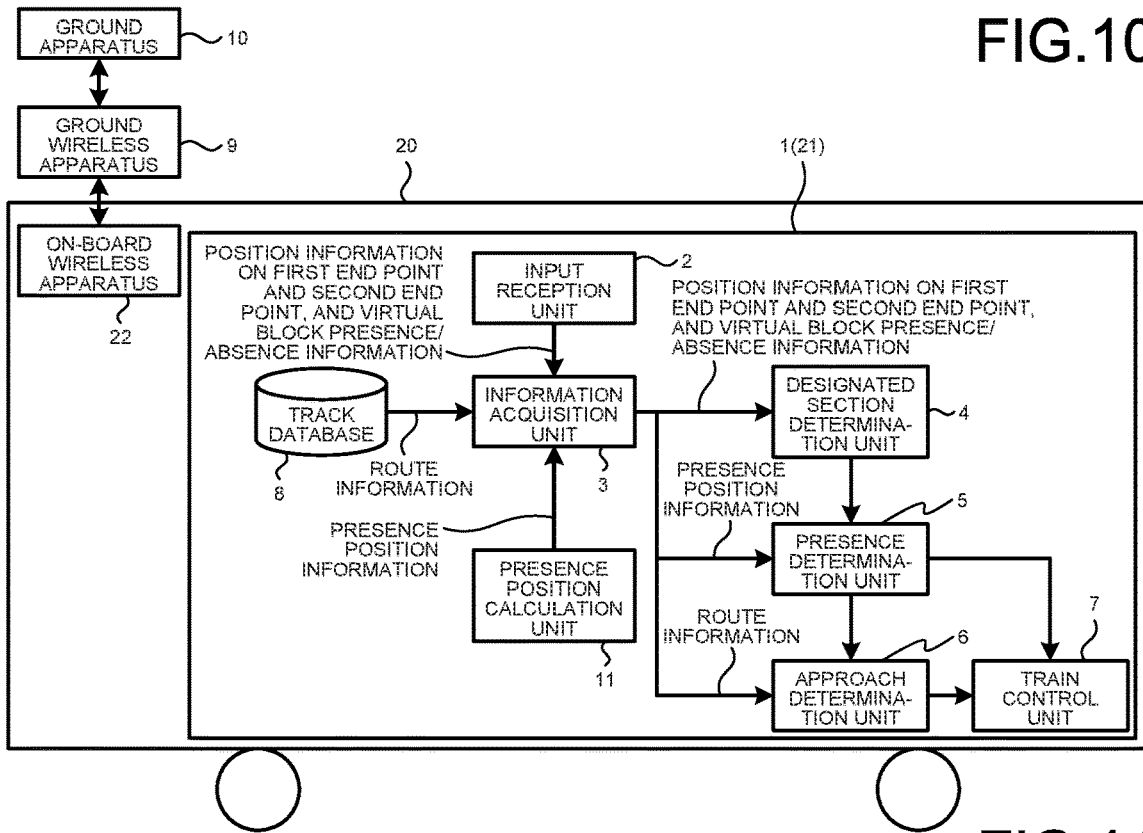 FIG.10
GROUND
APPARATUS
10
GROUND
WIRELESS
APPARATUS
9
20
1(21)
ON-BOARD
WIRELESS
APPARATUS
22
POSITION INFORMATION
ON FIRST END POINT
AND SECOND END
POINT, AND VIRTUAL
BLOCK PRESENCE/
ABSENCE INFORMATION
INPUT
RECEPTION
UNIT
2
POSITION INFORMATION ON FIRST
END POINT AND SECOND END POINT,
AND VIRTUAL BLOCK PRESENCE/
ABSENCE INFORMATION
TRACK
DATABASE
8
ROUTE
INFORMATION
INFORMATION
ACQUISITION
UNIT
3
DESIGNATED
SECTION
DETERMINA-
TION UNIT
4
PRESENCE
POSITION
INFORMATION
PRESENCE
POSITION
INFORMATION
5
PRESENCE
DETERMINA-
TION UNIT
PRESENCE
POSITION
CALCULATION
UNIT
11
ROUTE
INFORMATION
6
APPROACH
DETERMINA-
TION UNIT
7
TRAIN
CONTROL
UNIT